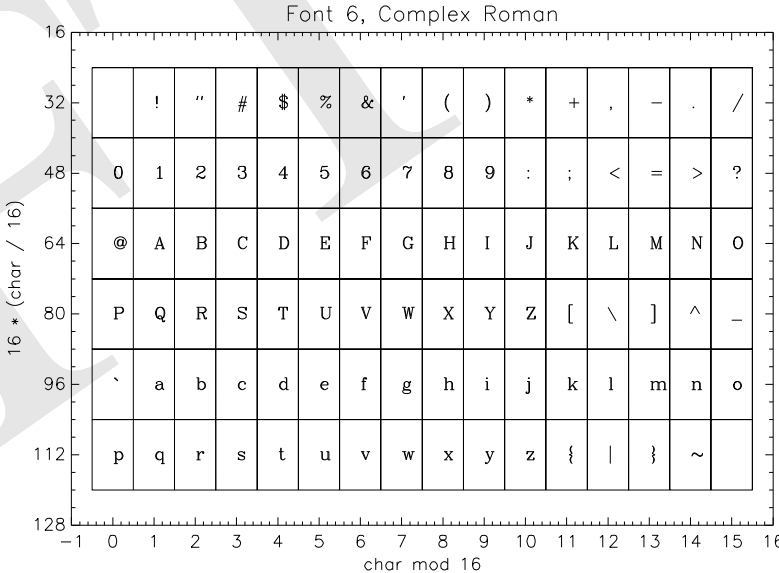 Font 6, Complex Roman
16
32 ! " # $ % & ' ( ) * + , − . /
48 0 1 2 3 4 5 6 7 8 9 : ; < = > ?
64 @ A B C D E F G H I J K L M N O
80 P Q R S T U V W X Y Z [ \ ] ^ _
96 ` a b c d e f g h i j k l m n o
112 p q r s t u v w x y z { | } ~
128
−1 0 1 2 3 4 5 6 7 8 9 10 11 12 13 14 15 16
char mod 16
16 * (char / 16)